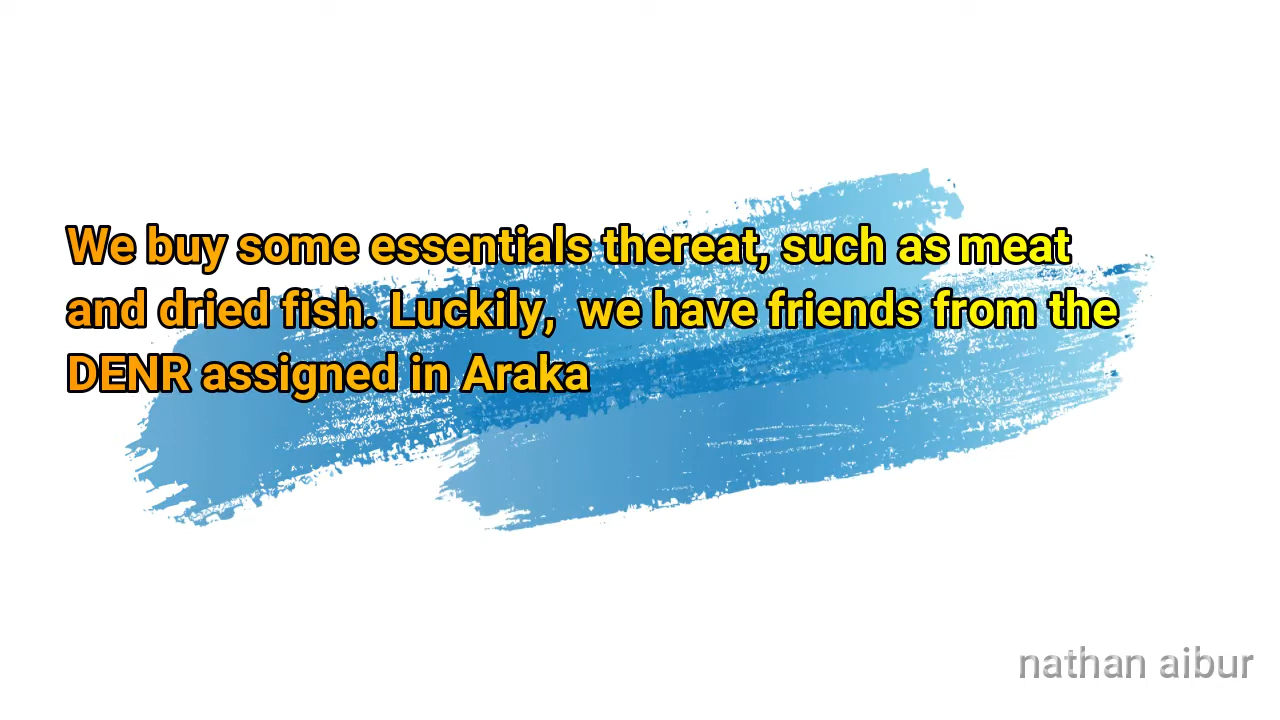 We buy some essentials thereat, such as meat
and dried fish. Luckily,  we have friends from the
DENR assigned in Araka
nathan aibur